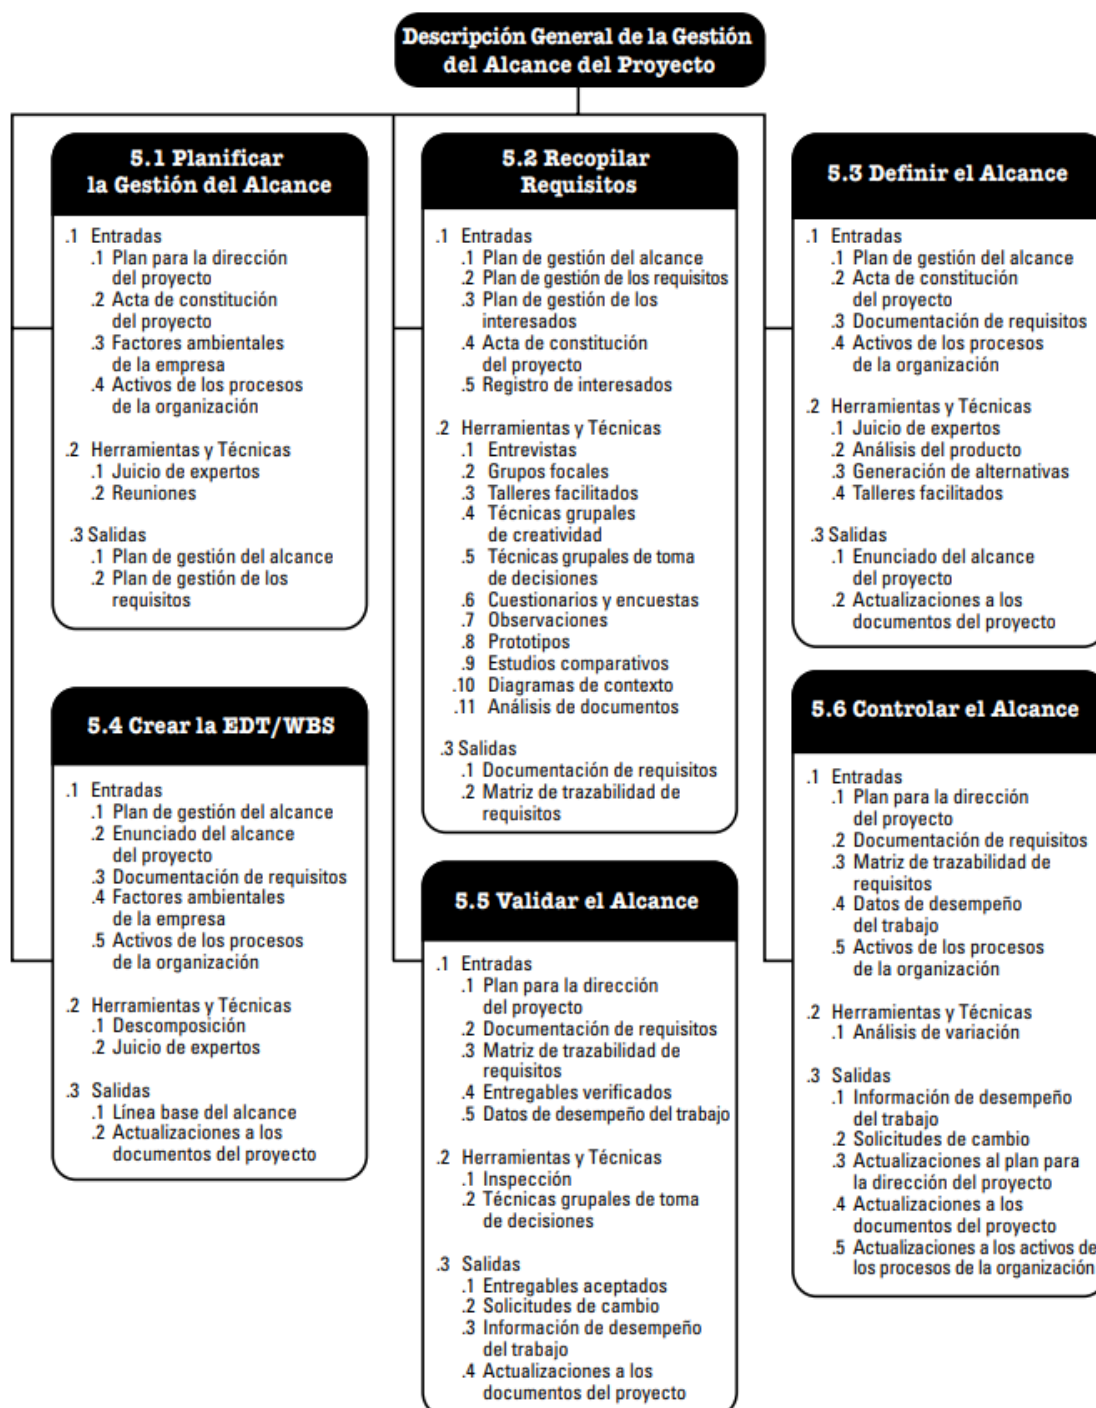 Descripción General de la Gestión
del Alcance del Proyecto
5.1 Planificar
la Gestión del Alcance
.1 Entradas
.1 Plan para la dirección
del proyecto
.2 Acta de constitución
del proyecto
.3 Factores ambientales
de la empresa
.4 Activos de los procesos
de la organización
.2 Herramientas y Técnicas
.1 Juicio de expertos
.2 Reuniones
.3 Salidas
.1 Plan de gestión del alcance
.2 Plan de gestión de los
requisitos
5.2 Recopilar
Requisitos
.1 Entradas
.1 Plan de gestión del alcance
.2 Plan de gestión de los requisitos
.3 Plan de gestión de los
interesados
.4 Acta de constitución
del proyecto
.5 Registro de interesados
.2 Herramientas y Técnicas
.1 Entrevistas
.2 Grupos focales
.3 Talleres facilitados
.4 Técnicas grupales
de creatividad
.5 Técnicas grupales de toma
de decisiones
.6 Cuestionarios y encuestas
.7 Observaciones
.8 Prototipos
.9 Estudios comparativos
.10 Diagramas de contexto
.11 Análisis de documentos
.3 Salidas
.1 Documentación de requisitos
.2 Matriz de trazabilidad de
requisitos
5.3 Definir el Alcance
.1 Entradas
.1 Plan de gestión del alcance
.2 Acta de constitución
del proyecto
.3 Documentación de requisitos
.4 Activos de los procesos
de la organización
.2 Herramientas y Técnicas
.1 Juicio de expertos
.2 Análisis del producto
.3 Generación de alternativas
.4 Talleres facilitados
.3 Salidas
.1 Enunciado del alcance
del proyecto
.2 Actualizaciones a los
documentos del proyecto
5.4 Crear la EDT/WBS
.1 Entradas
.1 Plan de gestión del alcance
.2 Enunciado del alcance
del proyecto
.3 Documentación de requisitos
.4 Factores ambientales
de la empresa
.5 Activos de los procesos
de la organización
.2 Herramientas y Técnicas
.1 Descomposición
.2 Juicio de expertos
.3 Salidas
.1 Línea base del alcance
.2 Actualizaciones a los
documentos del proyecto
5.5 Validar el Alcance
.1 Entradas
.1 Plan para la dirección
del proyecto
.2 Documentación de requisitos
.3 Matriz de trazabilidad de
requisitos
.4 Entregables verificados
.5 Datos de desempeño del trabajo
.2 Herramientas y Técnicas
.1 Inspección
.2 Técnicas grupales de toma
de decisiones
.3 Salidas
.1 Entregables aceptados
.2 Solicitudes de cambio
.3 Información de desempeño
del trabajo
.4 Actualizaciones a los
documentos del proyecto
5.6 Controlar el Alcance
.1 Entradas
.1 Plan para la dirección
del proyecto
.2 Documentación de requisitos
.3 Matriz de trazabilidad de
requisitos
.4 Datos de desempeño
del trabajo
.5 Activos de los procesos
de la organización
.2 Herramientas y Técnicas
.1 Análisis de variación
.3 Salidas
.1 Información de desempeño
del trabajo
.2 Solicitudes de cambio
.3 Actualizaciones al plan para
la dirección del proyecto
.4 Actualizaciones a los
documentos del proyecto
.5 Actualizaciones a los activos de
los procesos de la organización